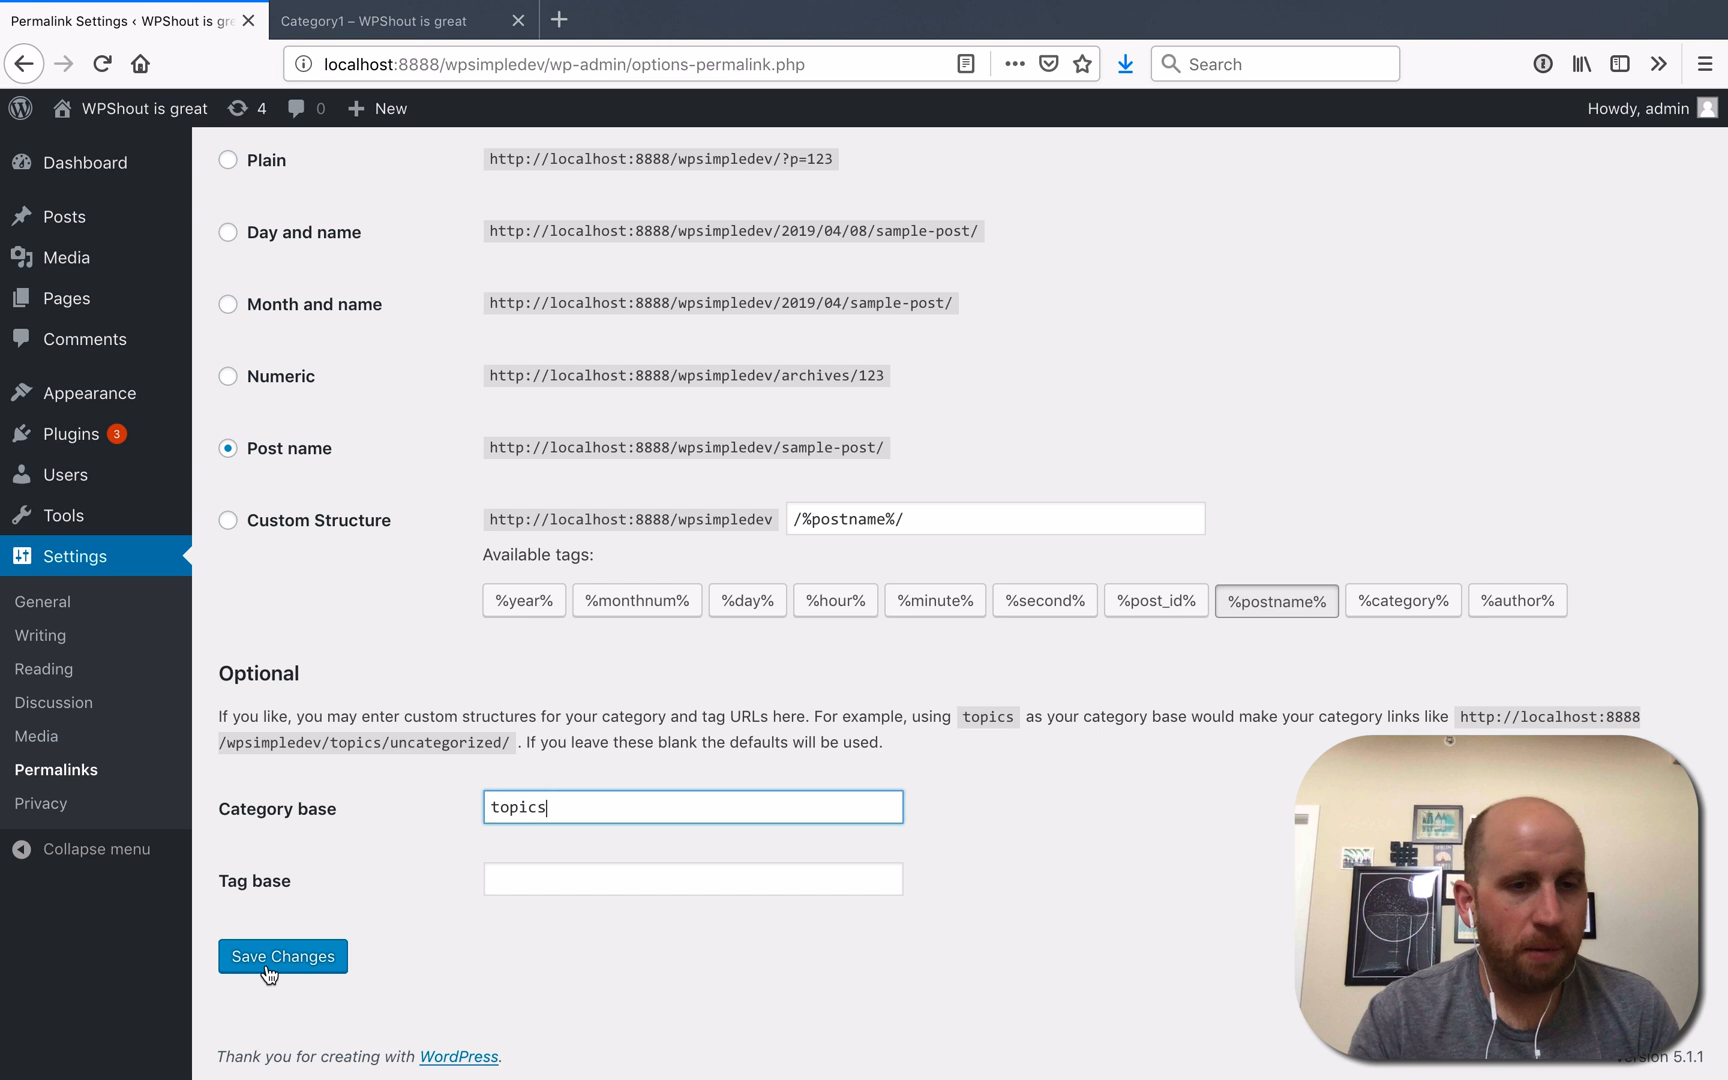 Permalink Settings ‹ WPShout is gre
Category1 – WPShout is great
localhost:8888/wpsimpledev/wp-admin/options-permalink.php
Search
WPShout is great
4
0
New
Howdy, admin
Dashboard
Posts
Media
Pages
Comments
Appearance
Plugins 3
Users
Tools
Settings
General
Writing
Reading
Discussion
Media
Permalinks
Privacy
Collapse menu
Plain
http://localhost:8888/wpsimpledev/?p=123
Day and name
http://localhost:8888/wpsimpledev/2019/04/08/sample-post/
Month and name
http://localhost:8888/wpsimpledev/2019/04/sample-post/
Numeric
http://localhost:8888/wpsimpledev/archives/123
Post name
http://localhost:8888/wpsimpledev/sample-post/
Custom Structure
http://localhost:8888/wpsimpledev /%postname%/
Available tags:
%year% %monthnum% %day% %hour% %minute% %second% %post_id% %postname% %category% %author%
Optional
If you like, you may enter custom structures for your category and tag URLs here. For example, using topics as your category base would make your category links like http://localhost:8888
/wpsimpledev/topics/uncategorized/ . If you leave these blank the defaults will be used.
Category base
topics
Tag base
Save Changes
Thank you for creating with WordPress.
5.1.1